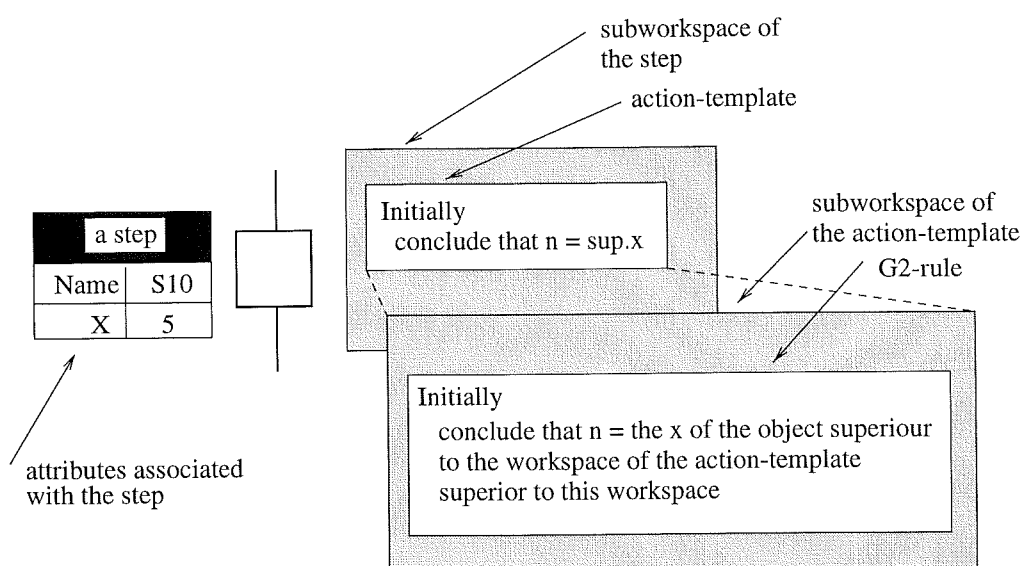 subworkspace of
the step
action-template
a step
Name S10
X 5
Initially
conclude that n = sup.x
subworkspace of
the action-template
G2-rule
Initially
conclude that n = the x of the object superiour
to the workspace of the action-template
superior to this workspace
attributes associated
with the step